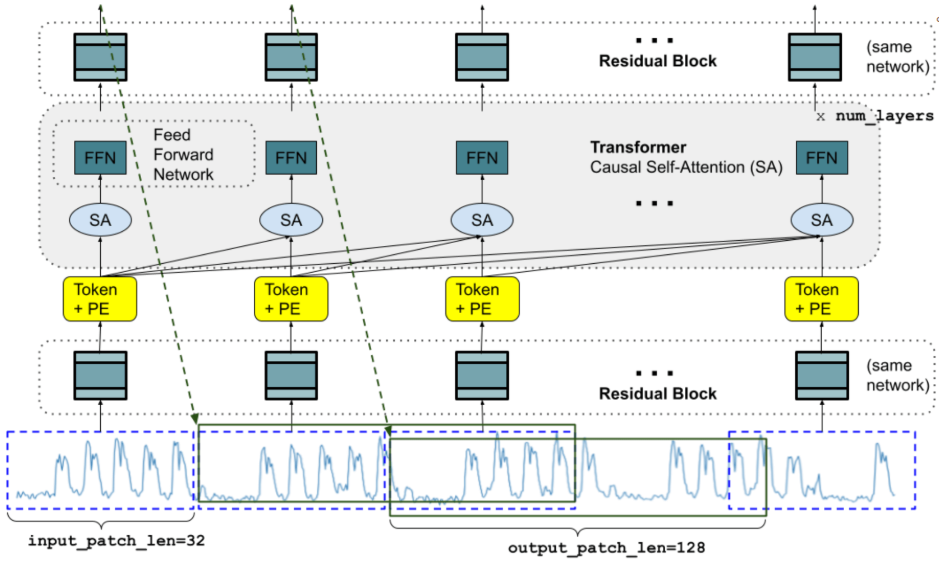 (same
network)
Residual Block
x num_layers
Feed
Forward
Network
FFN
FFN
FFN
FFN
Transformer
Causal Self-Attention (SA)
SA
SA
SA
SA
Token
+ PE
Token
+ PE
Token
+ PE
Token
+ PE
(same
network)
Residual Block
input_patch_len=32
output_patch_len=128